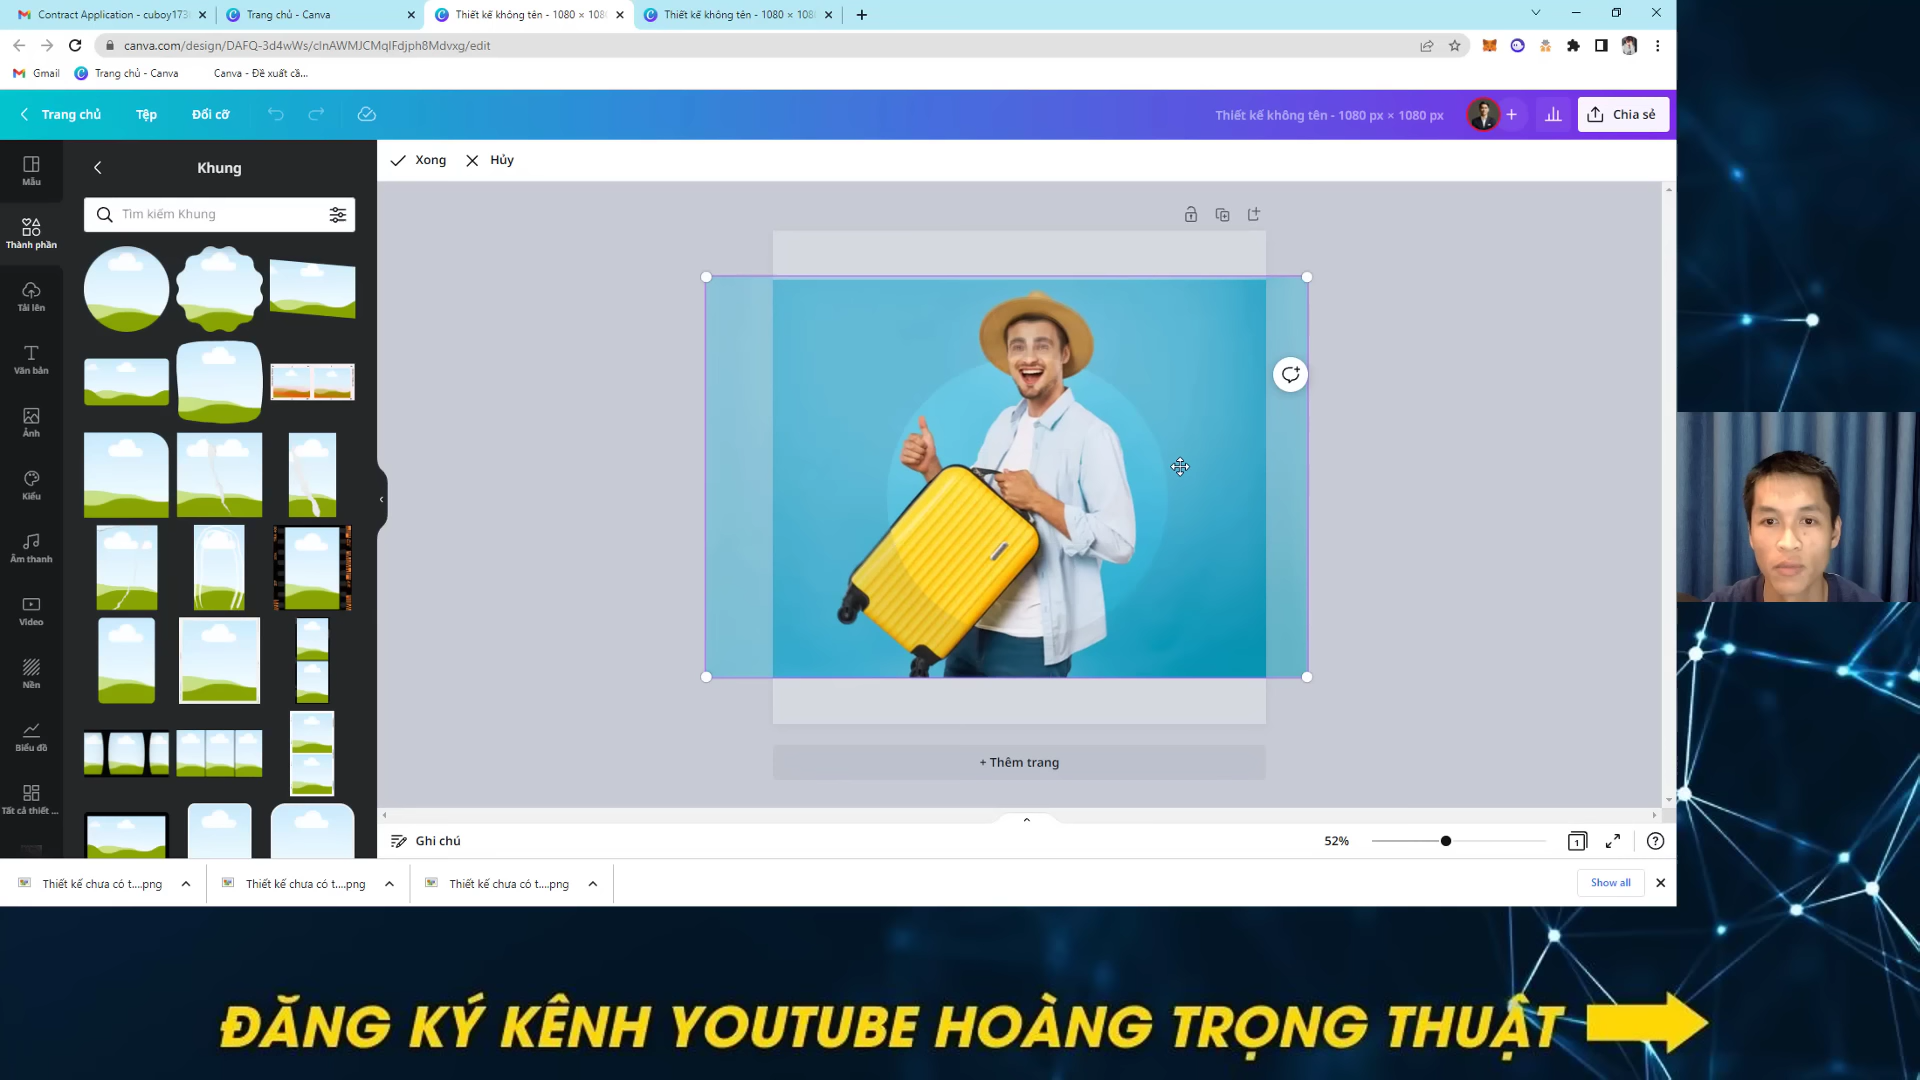 Contract Application - cuboy173
Trang chủ - Canva
Thiết kế không tên - 1080 × 108
Thiết kế không tên - 1080 × 108
canva.com/design/DAFQ-3d4wWs/clnAWMJCMqlFdjph8Mdvxg/edit
Gmail
Trang chủ - Canva
Canva - Đề xuất cầ...
Trang chủ
Tệp
Đổi cỡ
Thiết kế không tên - 1080 px × 1080 px
Chia sẻ
Mẫu
Thành phần
Tải lên
Văn bản
Ảnh
Kiểu
Âm thanh
Video
Nền
Biểu đồ
Tất cả thiết ...
Khung
Tìm kiếm Khung
Xong
Hủy
+ Thêm trang
Ghi chú
52%
1
Thiết kế chưa có t....png
Thiết kế chưa có t....png
Thiết kế chưa có t....png
Show all
ĐĂNG KÝ KÊNH YOUTUBE HOÀNG TRỌNG THUẬT